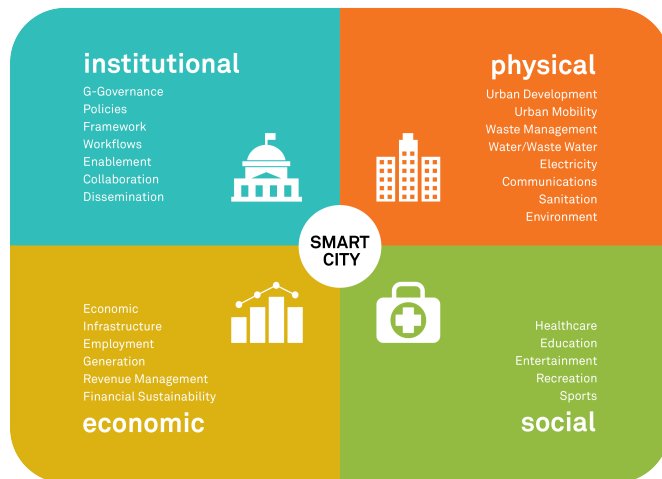 institutional
G-Governance
Policies
Framework
Workflows
Enablement
Collaboration
Dissemination
physical
Urban Development
Urban Mobility
Waste Management
Water/Waste Water
Electricity
Communications
Sanitation
Environment
SMART
CITY
Economic
Infrastructure
Employment
Generation
Revenue Management
Financial Sustainability
economic
Healthcare
Education
Entertainment
Recreation
Sports
social